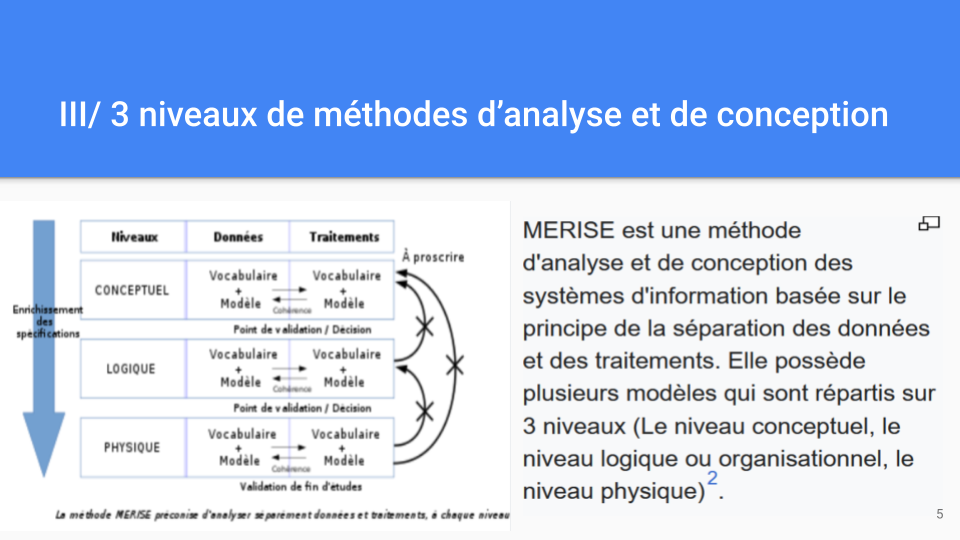 III/ 3 niveaux de méthodes d’analyse et de conception
Niveaux Données Traitements
À proscrire
CONCEPTUEL
Vocabulaire + Modèle
Vocabulaire + Modèle
Cohérence
Enrichissement
des
spécifications
Point de validation / Décision
LOGIQUE
Vocabulaire + Modèle
Vocabulaire + Modèle
Cohérence
Point de validation / Décision
PHYSIQUE
Vocabulaire + Modèle
Vocabulaire + Modèle
Cohérence
Validation de fin d'études
La méthode MERISE préconise d'analyser séparément données et traitements, à chaque niveau
MERISE est une méthode
d'analyse et de conception des
systèmes d'information basée sur le
principe de la séparation des données
et des traitements. Elle possède
plusieurs modèles qui sont répartis sur
3 niveaux (Le niveau conceptuel, le
niveau logique ou organisationnel, le
niveau physique)2.
5